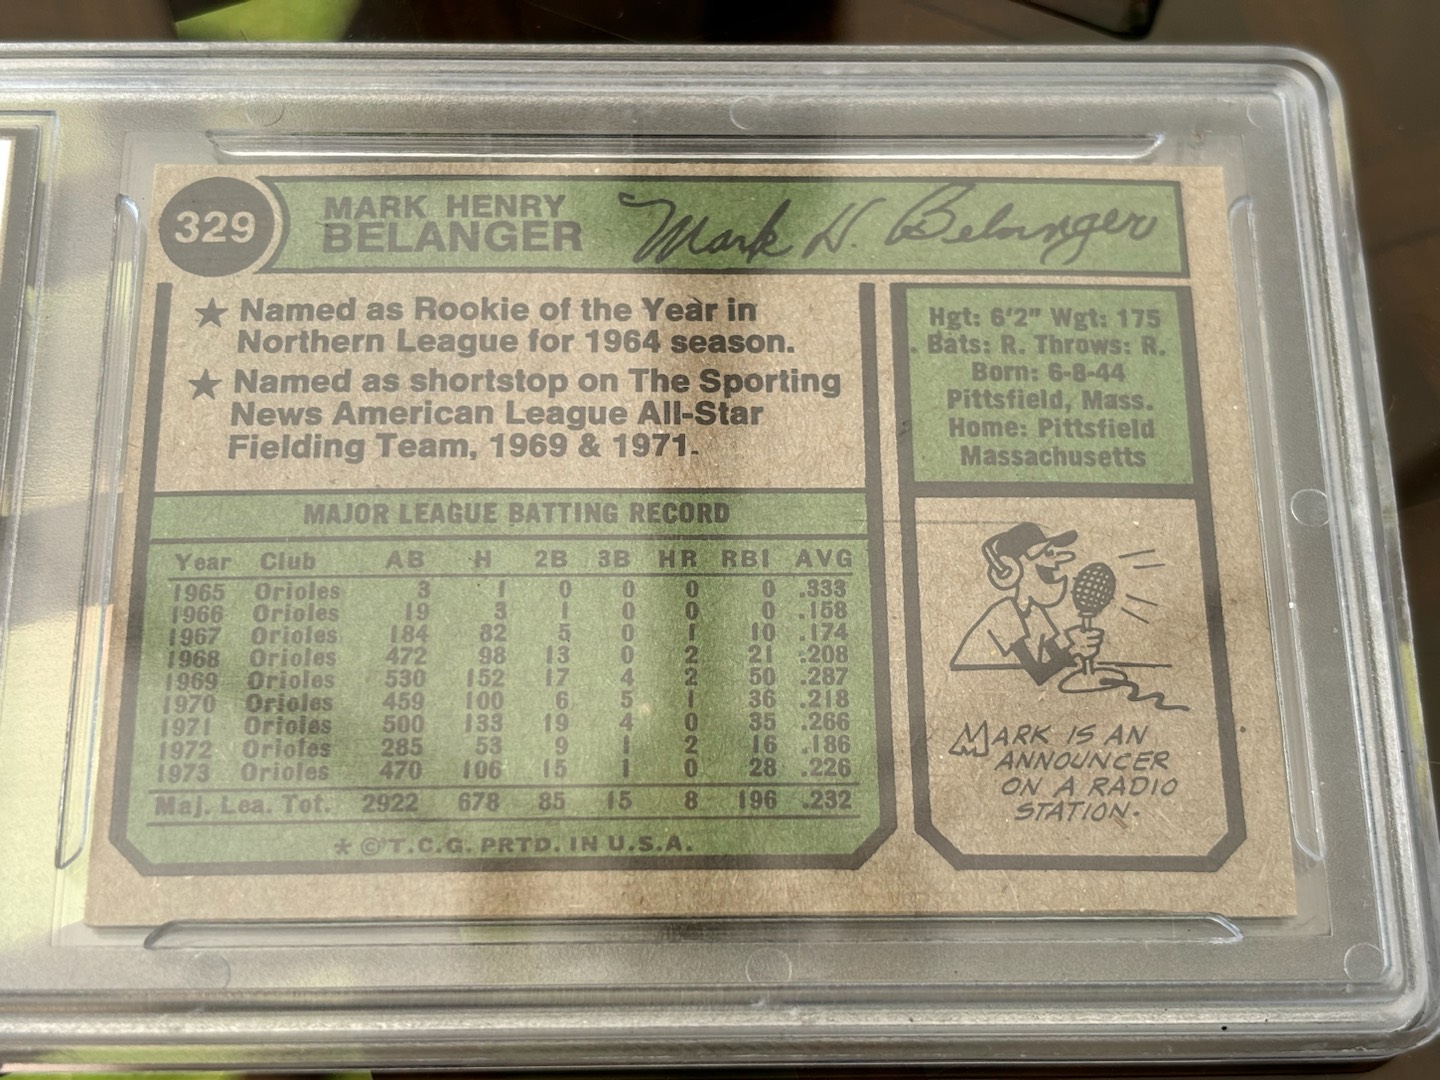 329
MARK HENRY
BELANGER
Mark H. Belanger
★ Named as Rookie of the Year in
Northern League for 1964 season.
★ Named as shortstop on The Sporting
News American League All-Star
Fielding Team, 1969 & 1971.
Hgt: 6'2" Wgt: 175
Bats: R. Throws: R.
Born: 6-8-44
Pittsfield, Mass.
Home: Pittsfield
Massachusetts
MAJOR LEAGUE BATTING RECORD
Year Club AB H 2B 3B HR RBI AVG
1965 Orioles 3 1 0 0 0 0 .333
1966 Orioles 19 3 1 0 0 0 .158
1967 Orioles 184 32 5 0 1 10 .174
1968 Orioles 472 98 13 0 2 21 .208
1969 Orioles 530 152 17 4 2 50 .287
1970 Orioles 459 100 6 5 1 36 .218
1971 Orioles 500 133 19 4 0 35 .266
1972 Orioles 285 53 9 1 2 16 .186
1973 Orioles 470 106 15 1 0 28 .226
Maj. Lea. Tot. 2922 678 85 15 8 196 .232
* © T.C.G. PRTD. IN U.S.A.
MARK IS AN
ANNOUNCER
ON A RADIO
STATION.